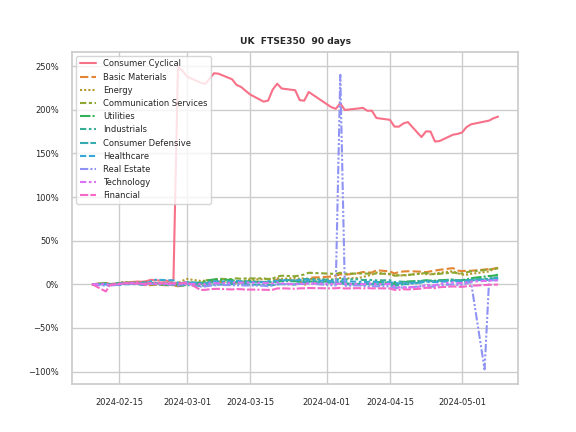 UK  FTSE350  90 days
250%
200%
150%
100%
50%
0%
−50%
−100%
Consumer Cyclical
Basic Materials
Energy
Communication Services
Utilities
Industrials
Consumer Defensive
Healthcare
Real Estate
Technology
Financial
2024-02-15
2024-03-01
2024-03-15
2024-04-01
2024-04-15
2024-05-01